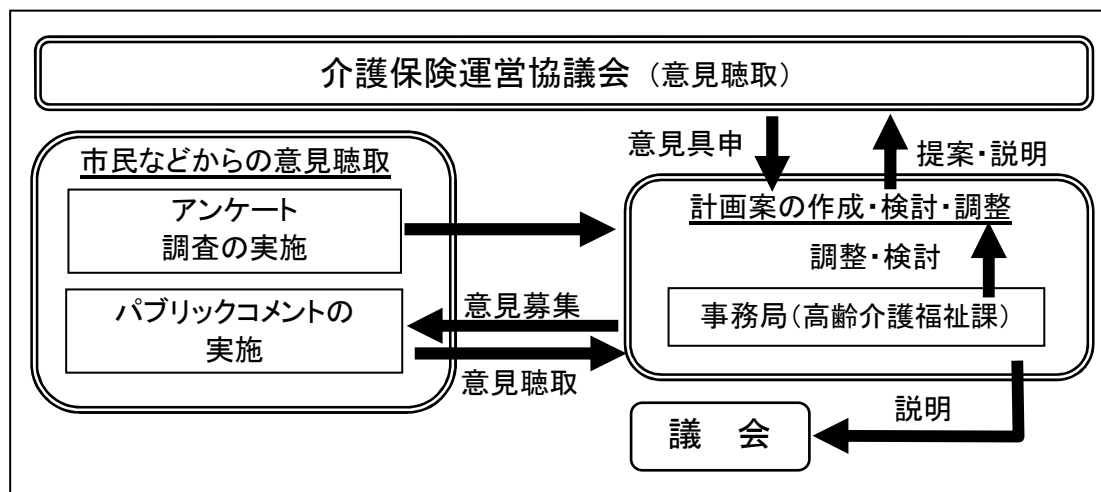 介護保険運営協議会（意見聴取）
意見具申
提案・説明
市民などからの意見聴取
アンケート
調査の実施
パブリックコメントの
実施
意見募集
意見聴取
計画案の作成・検討・調整
調整・検討
事務局（高齢介護福祉課）
説明
議　会